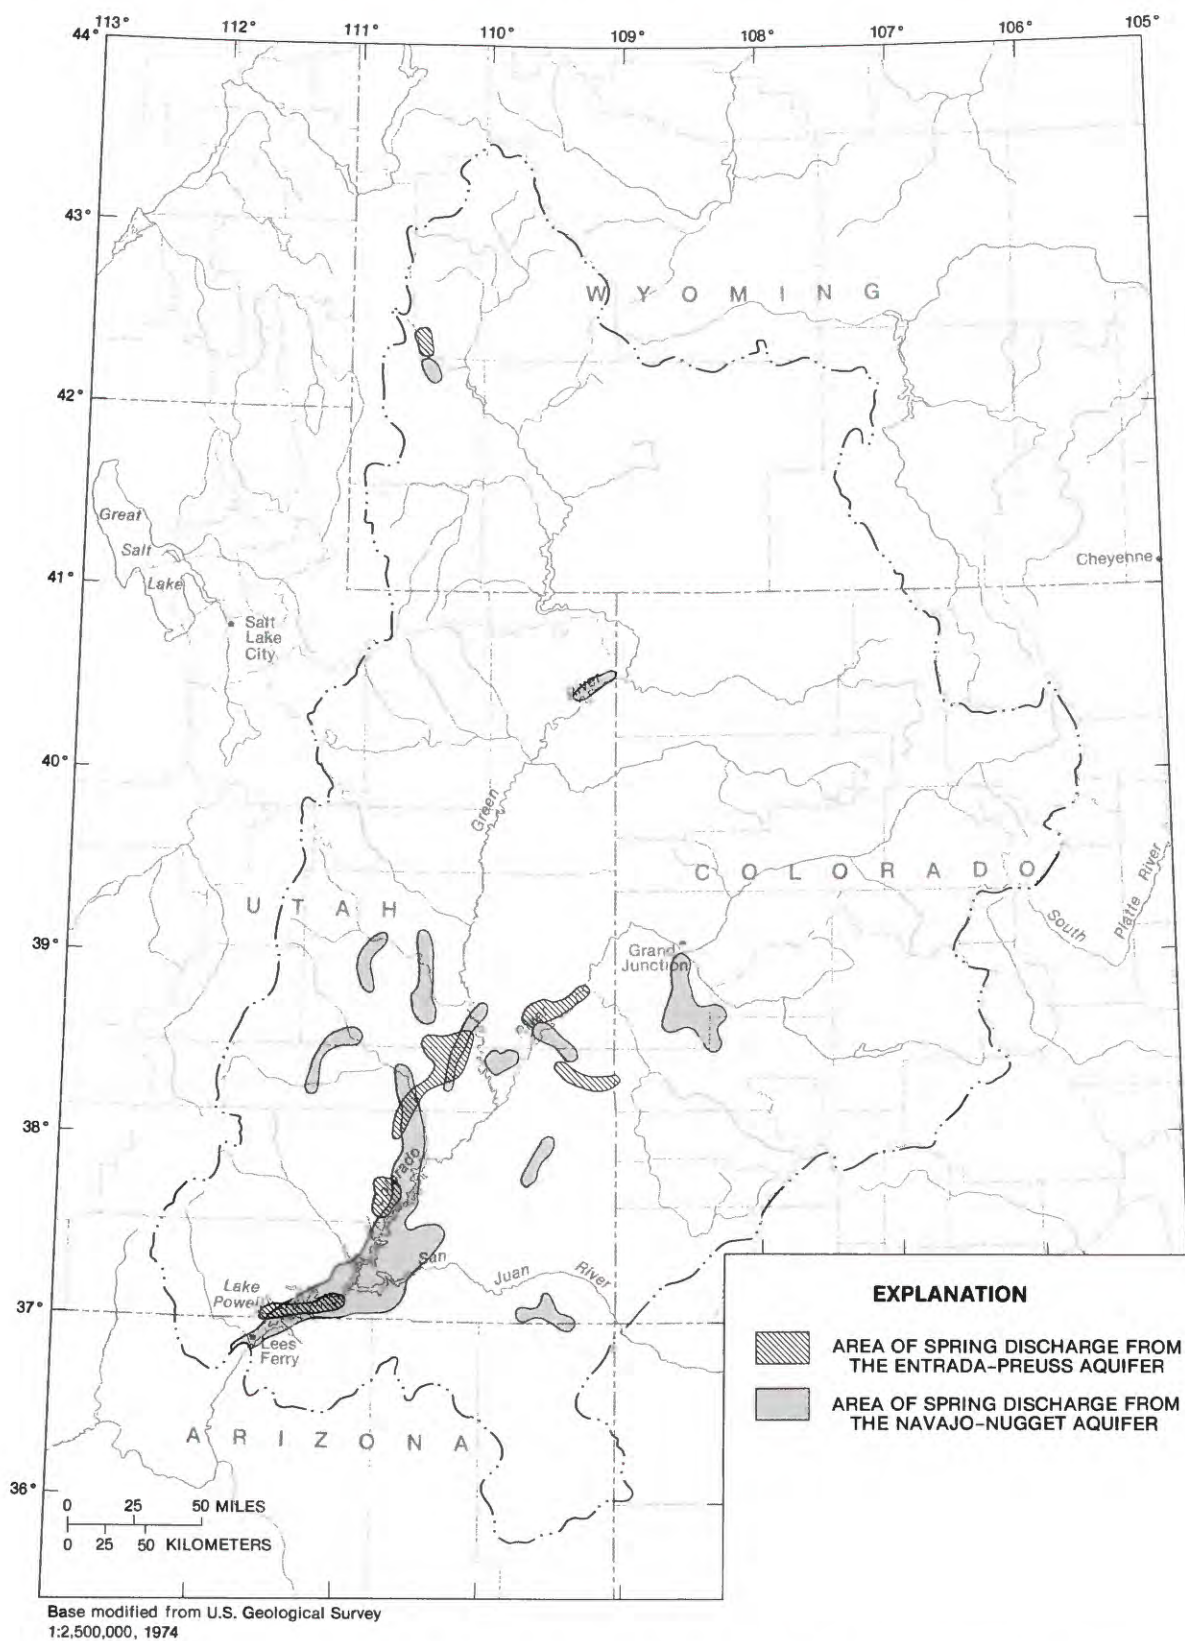 113°
112°
111°
110°
109°
108°
107°
106°
105°
44°
43°
W Y O M I N G
42°
Great
Salt
Lake
41°
Cheyenne
Salt
Lake
City
River
40°
Green
C O L O R A D O
South
Platte River
U T A H
39°
Grand
Junction
38°
San
Juan
River
Lake
Powell
37°
Lees
Ferry
A R I Z O N A
36°
0 25 50 MILES
0 25 50 KILOMETERS
EXPLANATION
AREA OF SPRING DISCHARGE FROM
THE ENTRADA-PREUSS AQUIFER
AREA OF SPRING DISCHARGE FROM
THE NAVAJO-NUGGET AQUIFER
Base modified from U.S. Geological Survey
1:2,500,000, 1974